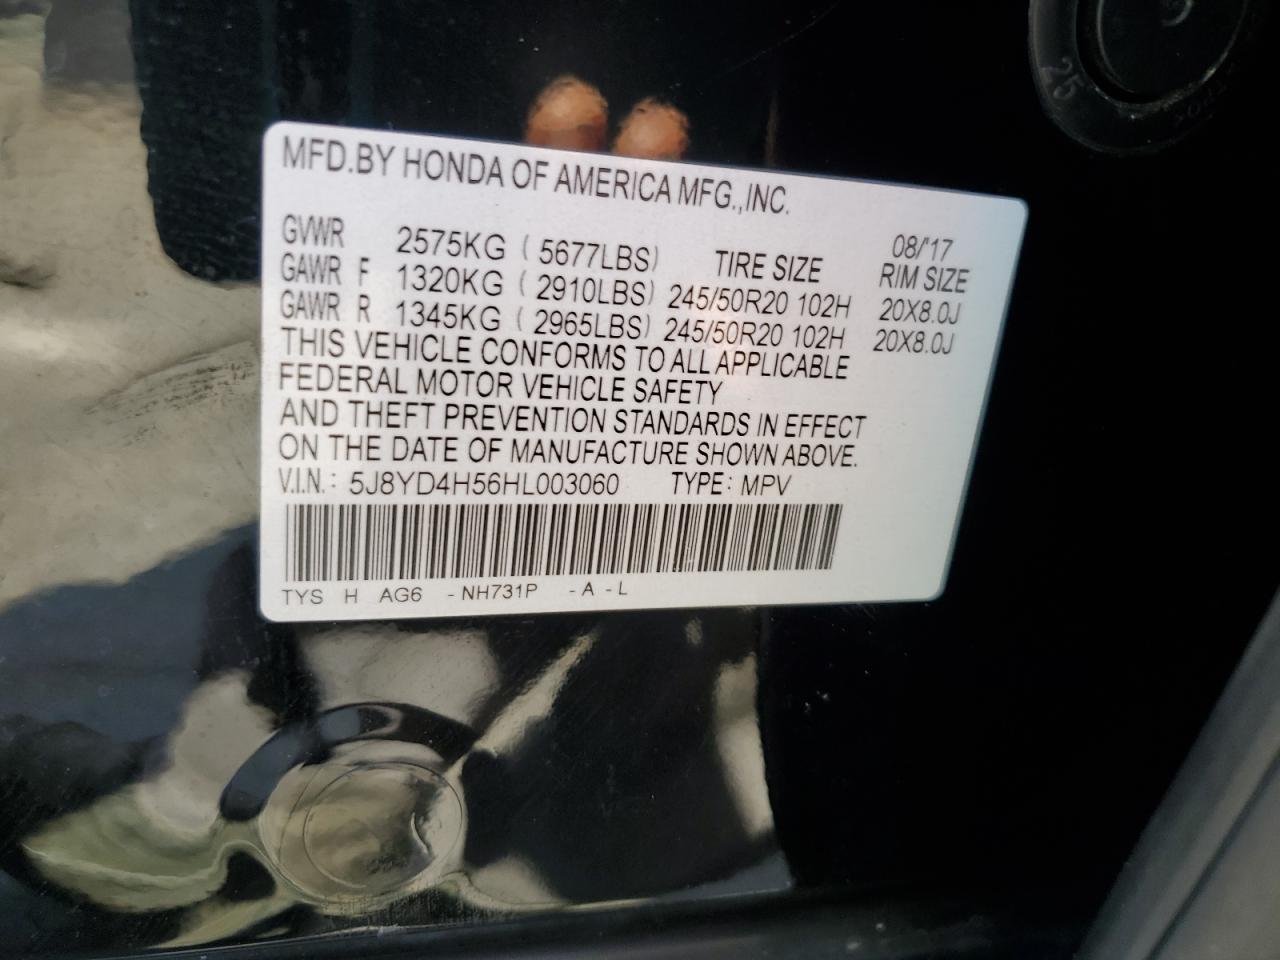 MFD.BY HONDA OF AMERICA MFG.,INC.
08/'17
GVWR 2575KG ( 5677LBS) TIRE SIZE RIM SIZE
GAWR F 1320KG ( 2910LBS) 245/50R20 102H 20X8.0J
GAWR R 1345KG ( 2965LBS) 245/50R20 102H 20X8.0J
THIS VEHICLE CONFORMS TO ALL APPLICABLE
FEDERAL MOTOR VEHICLE SAFETY
AND THEFT PREVENTION STANDARDS IN EFFECT
ON THE DATE OF MANUFACTURE SHOWN ABOVE.
V.I.N.: 5J8YD4H56HL003060 TYPE: MPV
TYS H AG6 -NH731P -A -L
25